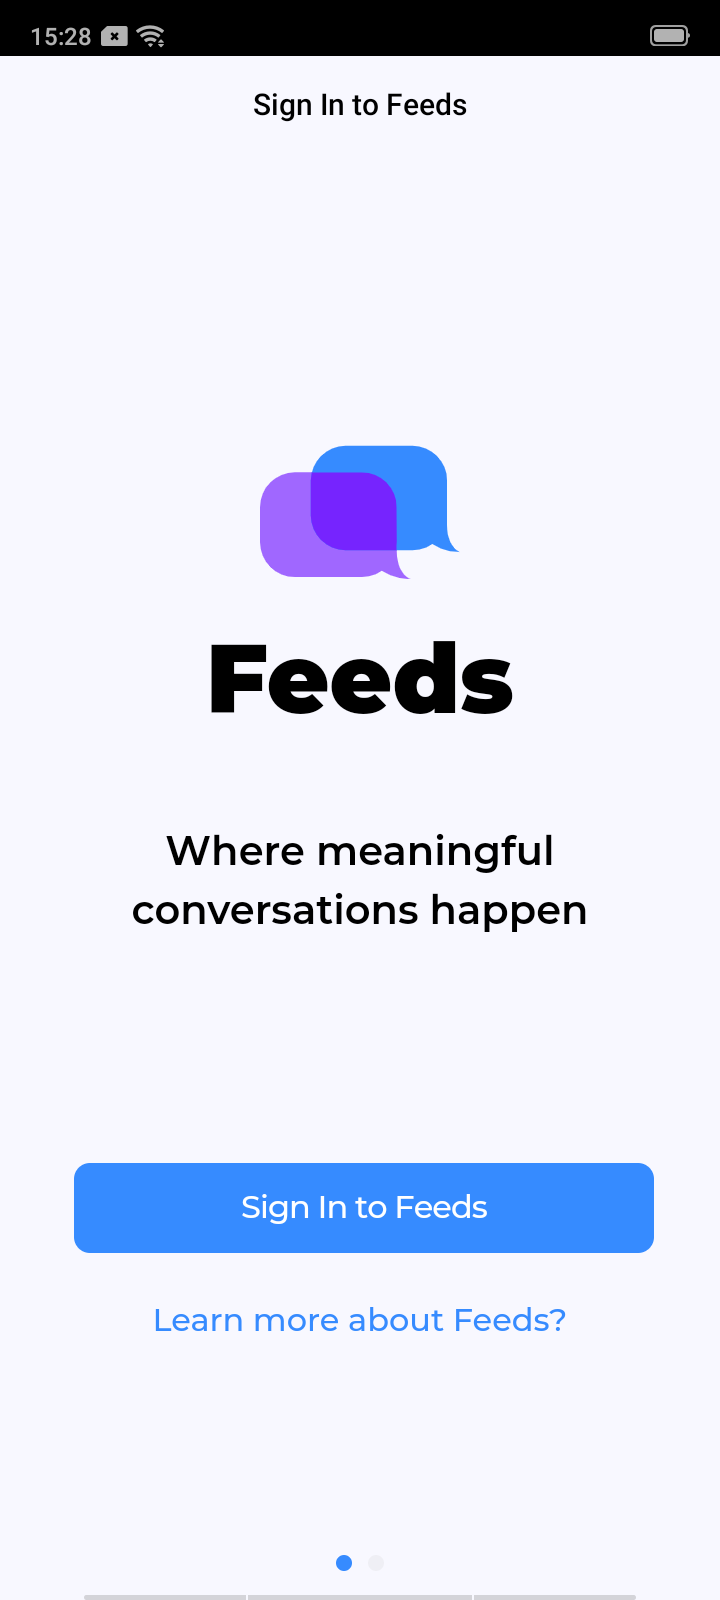 15:28
Sign In to Feeds
Feeds
Where meaningful
conversations happen
Sign In to Feeds
Learn more about Feeds?